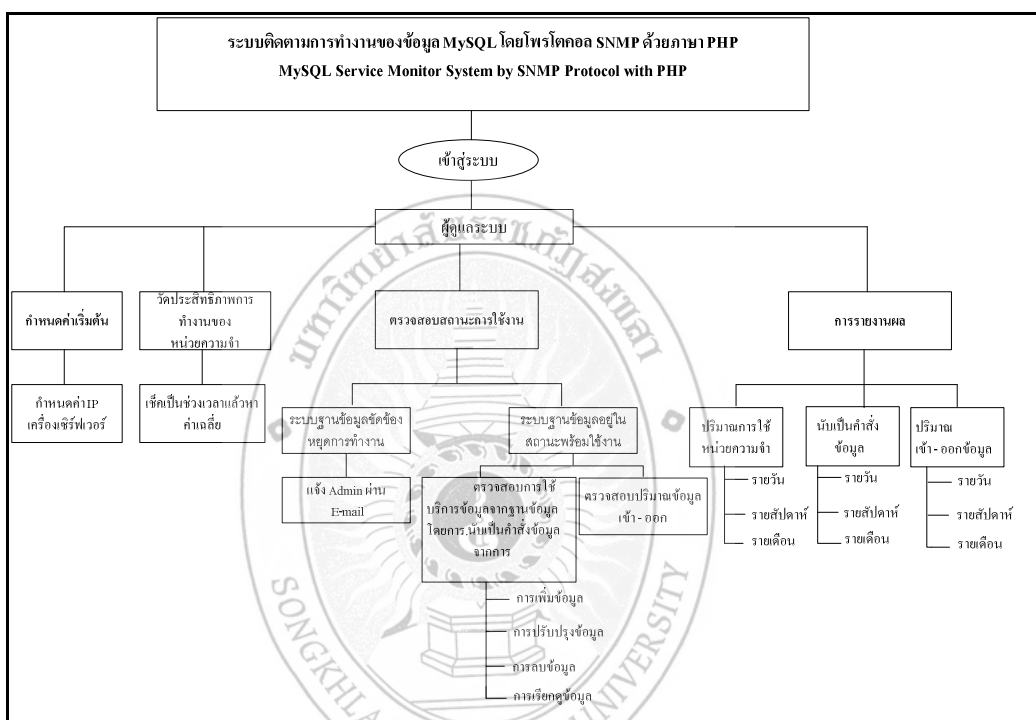 ระบบติดตามการทำงานของข้อมูล MySQL โดยโพรโตคอล SNMP ด้วยภาษา PHP
MySQL Service Monitor System by SNMP Protocol with PHP
เข้าสู่ระบบ
ผู้ดูแลระบบ
กำหนดค่าเริ่มต้น
วัดประสิทธิภาพการ
ทำงานของ
หน่วยความจำ
ตรวจสอบสถานะการใช้งาน
การรายงานผล
กำหนดค่า IP
เครื่องเซิร์ฟเวอร์
เช็คเป็นช่วงเวลาแล้วหา
ค่าเฉลี่ย
ระบบฐานข้อมูลขัดข้อง
หยุดการทำงาน
ระบบฐานข้อมูลอยู่ใน
สถานะพร้อมใช้งาน
ปริมาณการใช้
หน่วยความจำ
นับเป็นคำสั่ง
ข้อมูล
ปริมาณ
เข้า - ออกข้อมูล
แจ้ง Admin ผ่าน
E-mail
ตรวจสอบการใช้
บริการข้อมูลจากฐานข้อมูล
โดยการ.นับเป็นคำสั่งข้อมูล
จากการ
ตรวจสอบปริมาณข้อมูล
เข้า - ออก
รายวัน
รายสัปดาห์
รายเดือน
รายวัน
รายสัปดาห์
รายเดือน
รายวัน
รายสัปดาห์
รายเดือน
การเพิ่มข้อมูล
การปรับปรุงข้อมูล
การลบข้อมูล
การเรียกดูข้อมูล
มหาวิทยาลัยราชภัฏสงขลา
SONGKHLA
UNIVERSITY